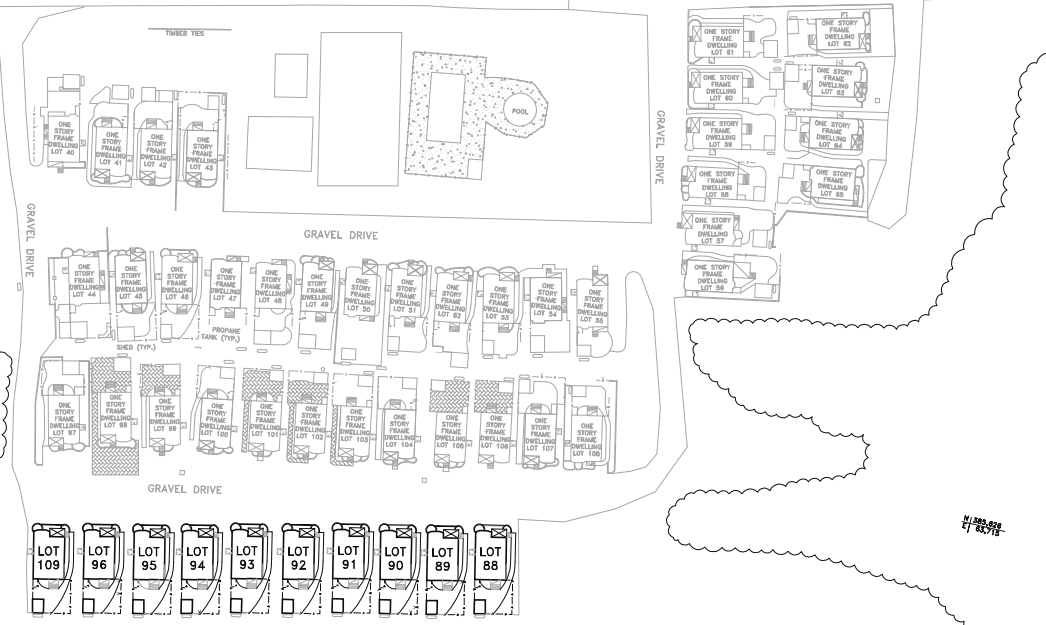 TIMBER TIES
POOL
GRAVEL DRIVE
ONE
STORY
FRAME
DWELLING
LOT 40
ONE
STORY
FRAME
DWELLING
LOT 41
ONE
STORY
FRAME
DWELLING
LOT 42
ONE
STORY
FRAME
DWELLING
LOT 43
ONE STORY
FRAME
DWELLING
LOT 61
ONE STORY
FRAME
DWELLING
LOT 62
ONE STORY
FRAME
DWELLING
LOT 60
ONE STORY
FRAME
DWELLING
LOT 63
ONE STORY
FRAME
DWELLING
LOT 59
ONE STORY
FRAME
DWELLING
LOT 64
ONE STORY
FRAME
DWELLING
LOT 58
ONE STORY
FRAME
DWELLING
LOT 65
ONE STORY
FRAME
DWELLING
LOT 57
ONE STORY
FRAME
DWELLING
LOT 56
GRAVEL DRIVE
GRAVEL DRIVE
ONE
STORY
FRAME
DWELLING
LOT 44
ONE
STORY
FRAME
DWELLING
LOT 45
ONE
STORY
FRAME
DWELLING
LOT 46
ONE
STORY
FRAME
DWELLING
LOT 47
ONE
STORY
FRAME
DWELLING
LOT 48
ONE
STORY
FRAME
DWELLING
LOT 49
ONE
STORY
FRAME
DWELLING
LOT 50
ONE
STORY
FRAME
DWELLING
LOT 51
ONE
STORY
FRAME
DWELLING
LOT 52
ONE
STORY
FRAME
DWELLING
LOT 53
ONE
STORY
FRAME
DWELLING
LOT 54
ONE
STORY
FRAME
DWELLING
LOT 55
PROPANE
TANK (TYP.)
SHED (TYP.)
ONE
STORY
FRAME
DWELLING
LOT 97
ONE
STORY
FRAME
DWELLING
LOT 98
ONE
STORY
FRAME
DWELLING
LOT 99
ONE
STORY
FRAME
DWELLING
LOT 100
ONE
STORY
FRAME
DWELLING
LOT 101
ONE
STORY
FRAME
DWELLING
LOT 102
ONE
STORY
FRAME
DWELLING
LOT 103
ONE
STORY
FRAME
DWELLING
LOT 104
ONE
STORY
FRAME
DWELLING
LOT 105
ONE
STORY
FRAME
DWELLING
LOT 106
ONE
STORY
FRAME
DWELLING
LOT 107
ONE
STORY
FRAME
DWELLING
LOT 108
GRAVEL DRIVE
LOT
109
LOT
96
LOT
95
LOT
94
LOT
93
LOT
92
LOT
91
LOT
90
LOT
89
LOT
88